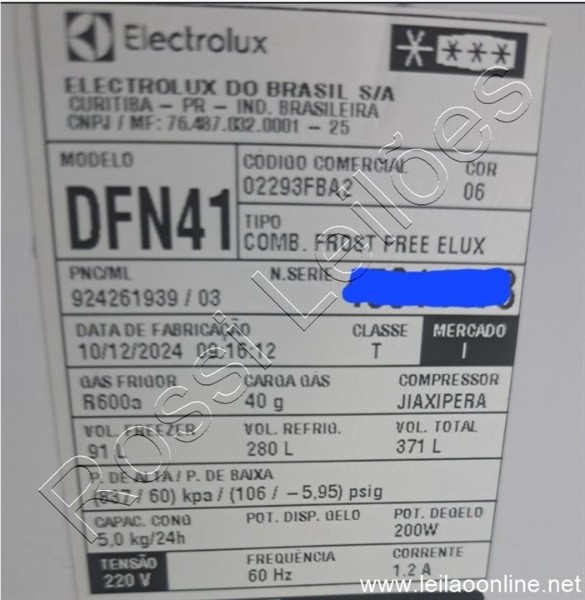 Electrolux
ELECTROLUX DO BRASIL S/A
CURITIBA – PR – IND. BRASILEIRA
CNPJ / MF: 76.487.032.0001 – 25
MODELO
DFN41
CÓDIGO COMERCIAL
02293FBA2
COR
06
TIPO
COMB. FROST FREE ELUX
PNC/ML
924261939 / 03
N.SERIE
DATA DE FABRICAÇÃO
10/12/2024 09:16:12
CLASSE
T
MERCADO
I
GÁS FRIGOR
R600a
CARGA GÁS
40 g
COMPRESSOR
JIAXIPERA
VOL. FREEZER
91 L
VOL. REFRIG.
280 L
VOL. TOTAL
371 L
P. DE ALTA / P. DE BAIXA
(837 / 60) kpa / (106 / –5,95) psig
CAPAC. CONG
5,0 kg/24h
POT. DISP. GELO
POT. DEGELO
200W
TENSÃO
220 V
FREQUÊNCIA
60 Hz
CORRENTE
1.2 A
Rossi Leilões
www.leilaoonline.net